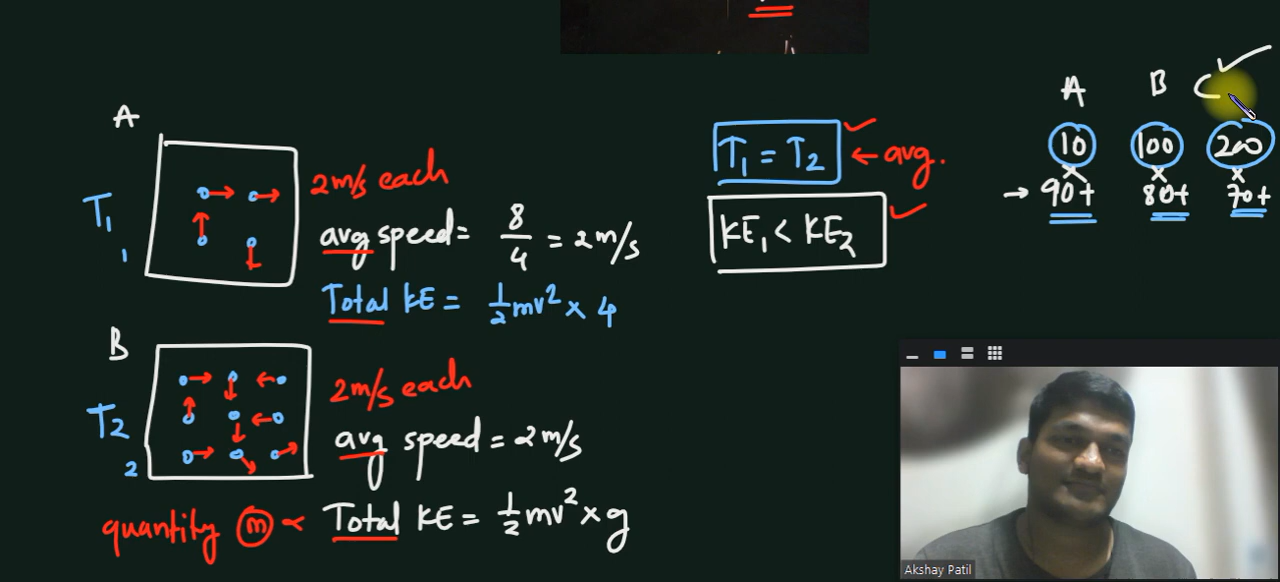 A
T₁
1
2m/s each
avg speed = 8/4 = 2m/s
Total KE = ½mv² × 4
B
T₂
2
2m/s each
avg speed = 2m/s
quantity m ∝ Total KE = ½mv² × 9
T₁ = T₂ ← avg.
KE₁ < KE₂
A B C
10 100 200
→ 90+ 80+ 70+
Akshay Patil